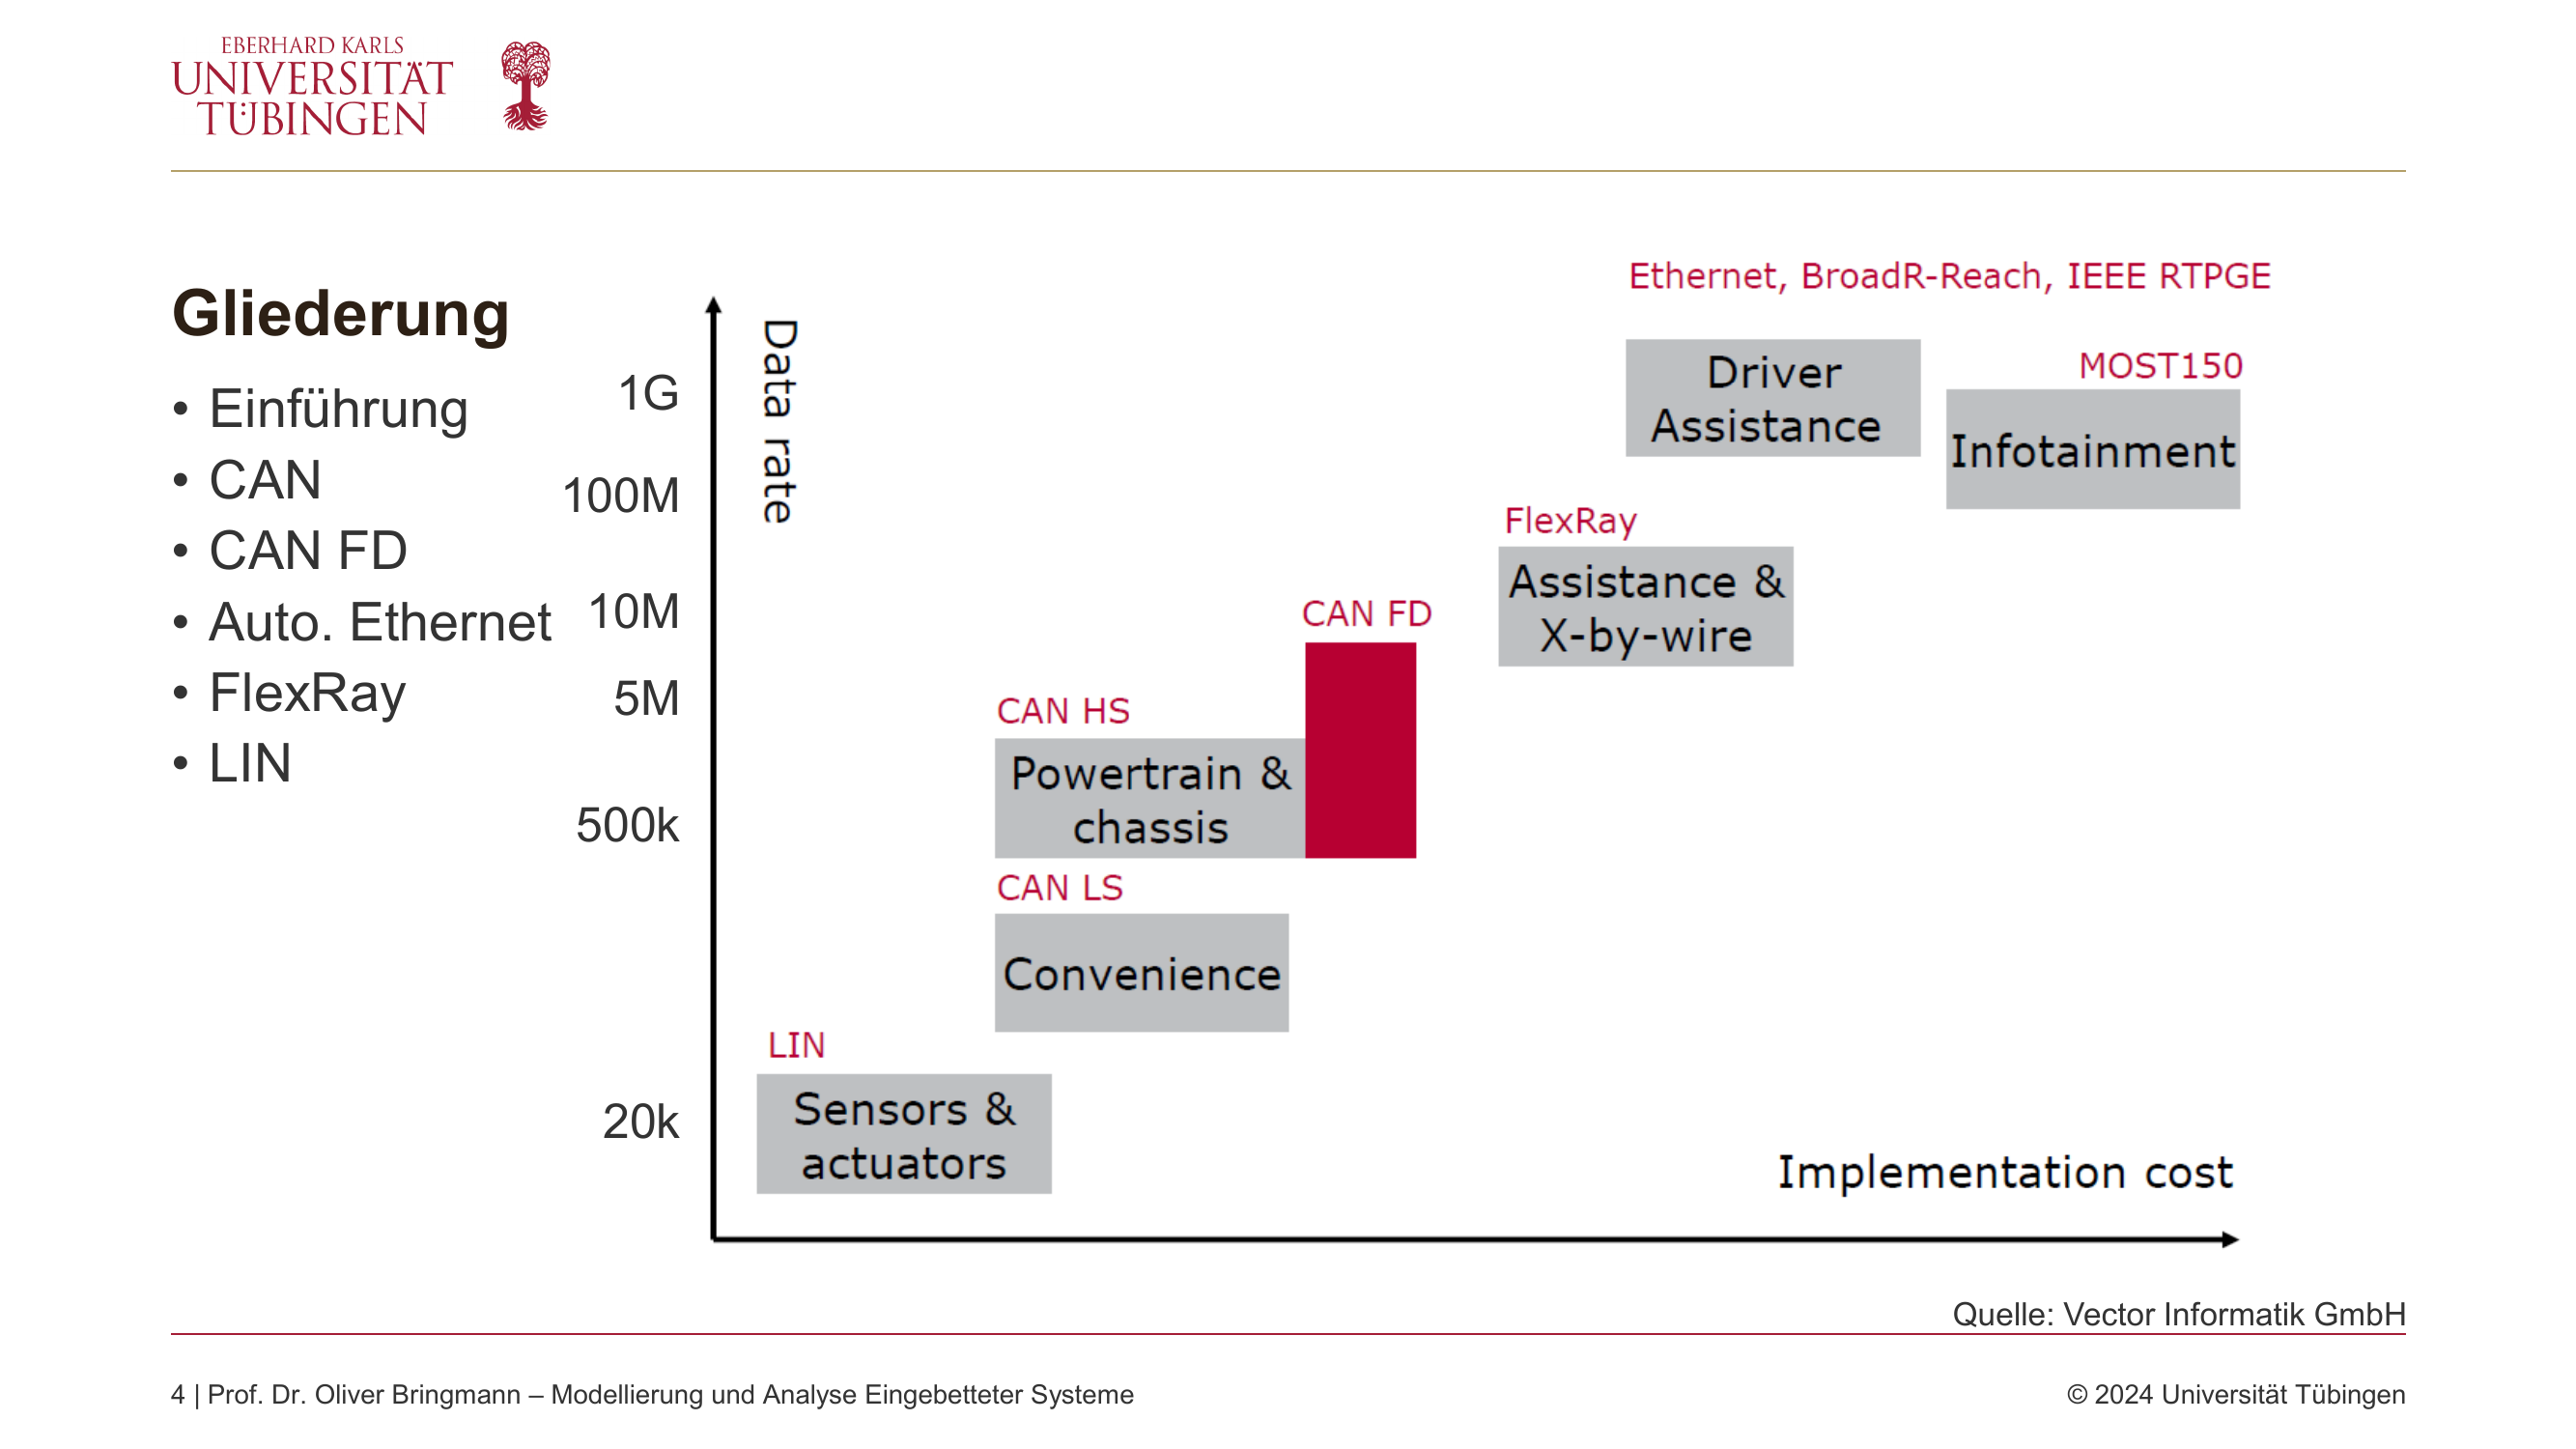 EBERHARD KARLS
UNIVERSITÄT
TÜBINGEN
Gliederung
• Einführung
• CAN
• CAN FD
• Auto. Ethernet
• FlexRay
• LIN
1G
100M
10M
5M
500k
20k
Data rate
Ethernet, BroadR-Reach, IEEE RTPGE
Driver
Assistance
MOST150
Infotainment
FlexRay
Assistance &
X-by-wire
CAN FD
CAN HS
Powertrain &
chassis
CAN LS
Convenience
LIN
Sensors &
actuators
Implementation cost
Quelle: Vector Informatik GmbH
4 | Prof. Dr. Oliver Bringmann – Modellierung und Analyse Eingebetteter Systeme
© 2024 Universität Tübingen